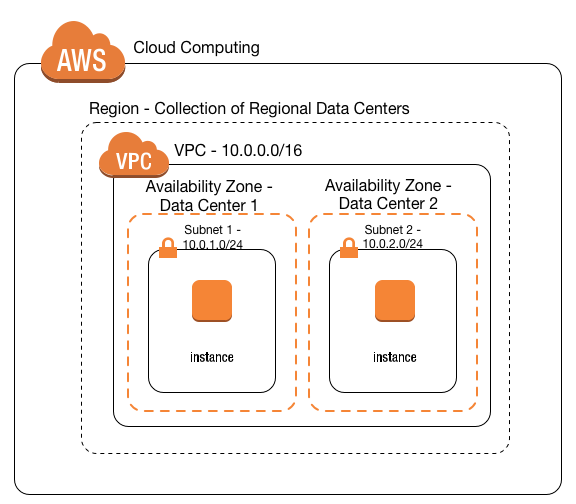 AWS
Cloud Computing
Region - Collection of Regional Data Centers
VPC
VPC - 10.0.0.0/16
Availability Zone -
Data Center 1
Availability Zone -
Data Center 2
Subnet 1 -
10.0.1.0/24
Subnet 2 -
10.0.2.0/24
instance
instance